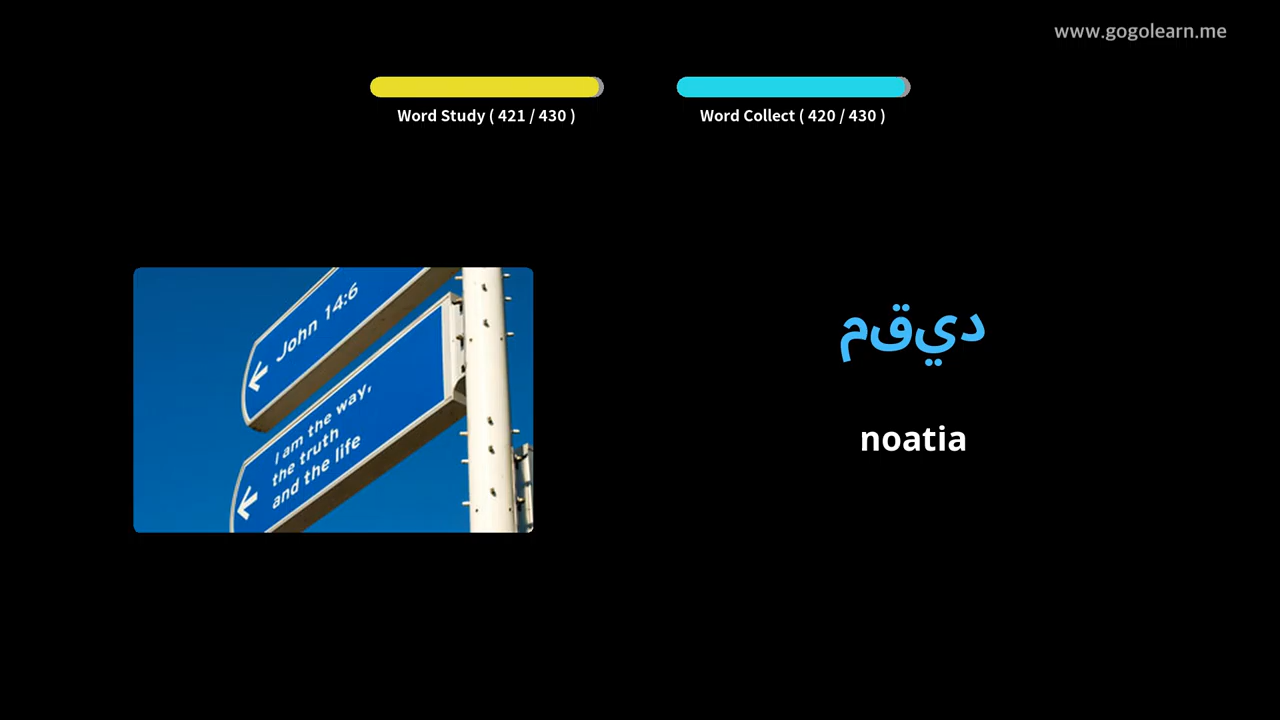 www.gogolearn.me
Word Study ( 421 / 430 )
Word Collect ( 420 / 430 )
John 14:6
I am the way,
the truth
and the life
ديقم
noatia